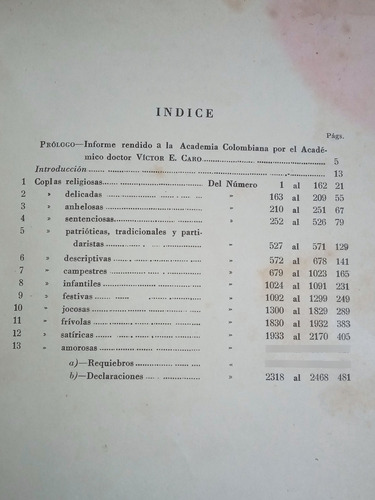 INDICE
Págs.
PRÓLOGO—Informe rendido a la Academia Colombiana por el Acadé-
mico doctor VÍCTOR E. CARO .......................... 5
Introducción .......................... 13
1 Coplas religiosas .......................... Del Número 1 al 162 21
2 » delicadas .......................... » 163 al 209 55
3 » anhelosas .......................... » 210 al 251 67
4 » sentenciosas .......................... » 252 al 526 79
5 » patrióticas, tradicionales y parti-
daristas .......................... » 527 al 571 129
6 » descriptivas .......................... » 572 al 678 141
7 » campestres .......................... » 679 al 1023 165
8 » infantiles .......................... » 1024 al 1091 231
9 » festivas .......................... » 1092 al 1299 249
10 » jocosas .......................... » 1300 al 1829 289
11 » frívolas .......................... » 1830 al 1932 383
12 » satíricas .......................... » 1933 al 2170 405
13 » amorosas ..........................
a)—Requiebros .......................... »
b)—Declaraciones .......................... » 2318 al 2468 481